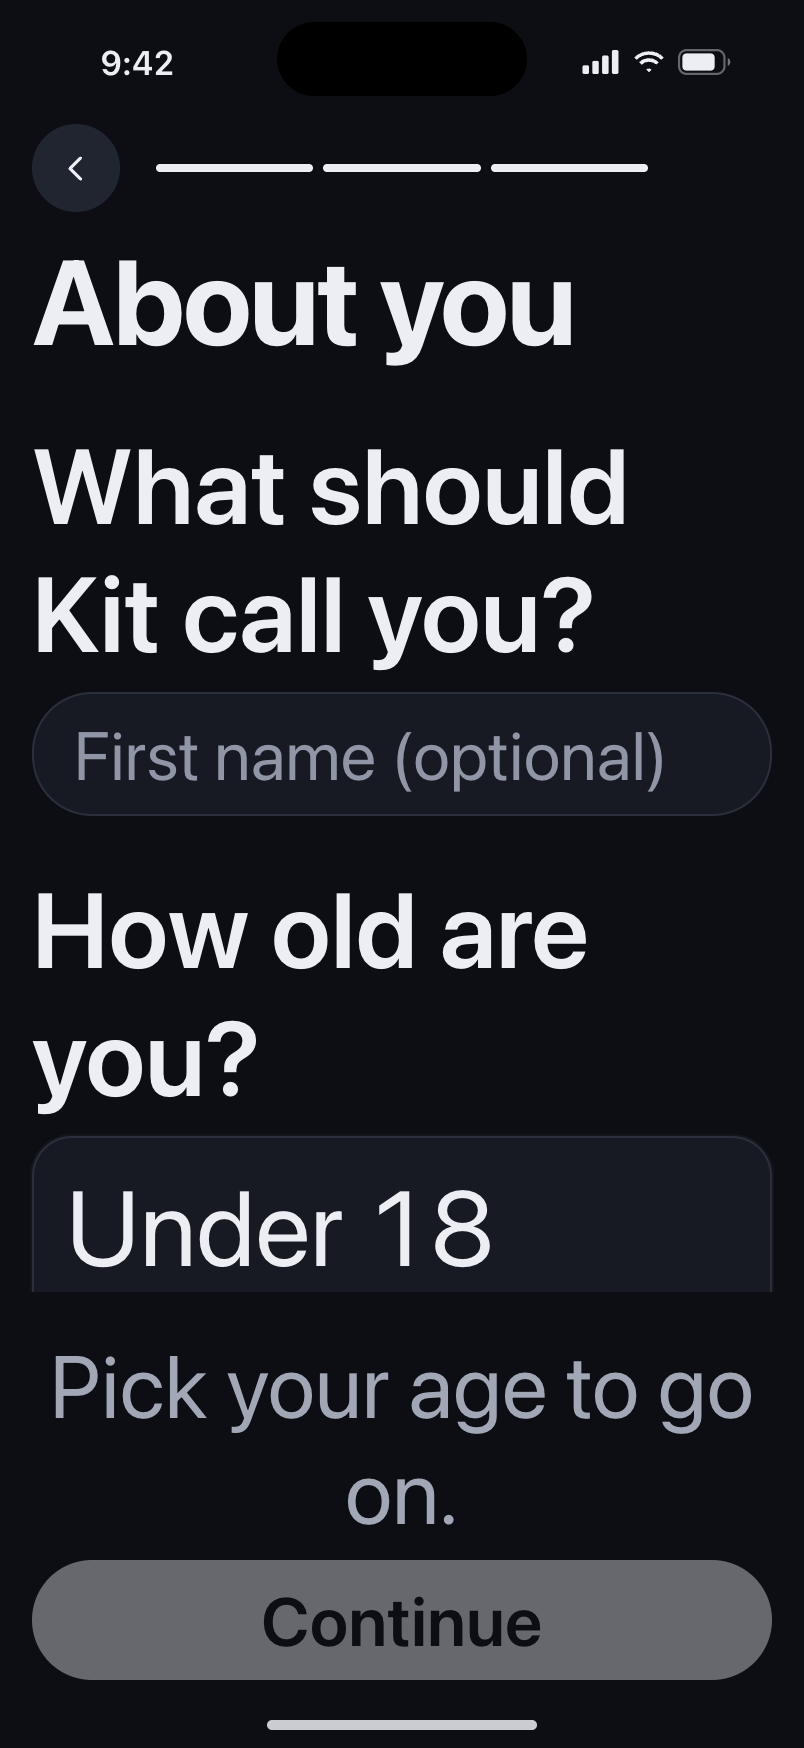 9:42
About you
What should
Kit call you?
First name (optional)
How old are
you?
Under 18
Pick your age to go
on.
Continue